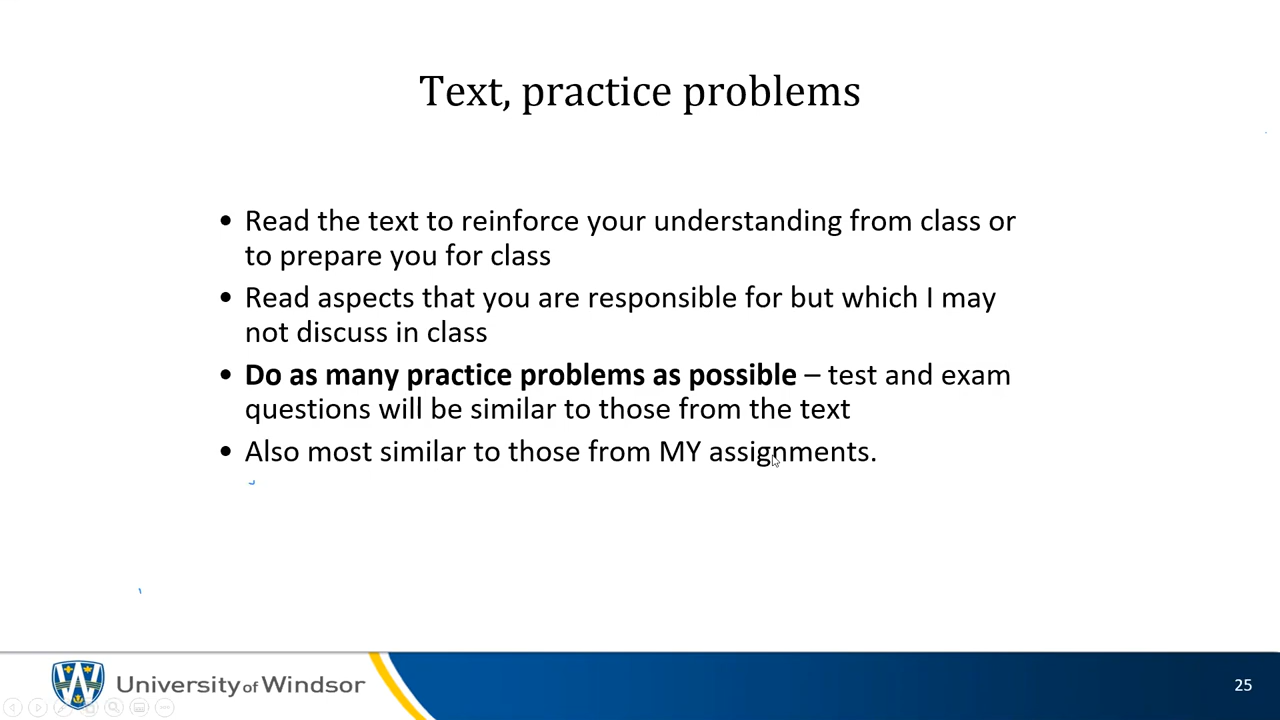 Text, practice problems
• Read the text to reinforce your understanding from class or
to prepare you for class
• Read aspects that you are responsible for but which I may
not discuss in class
• Do as many practice problems as possible – test and exam
questions will be similar to those from the text
• Also most similar to those from MY assignments.
University of Windsor
25